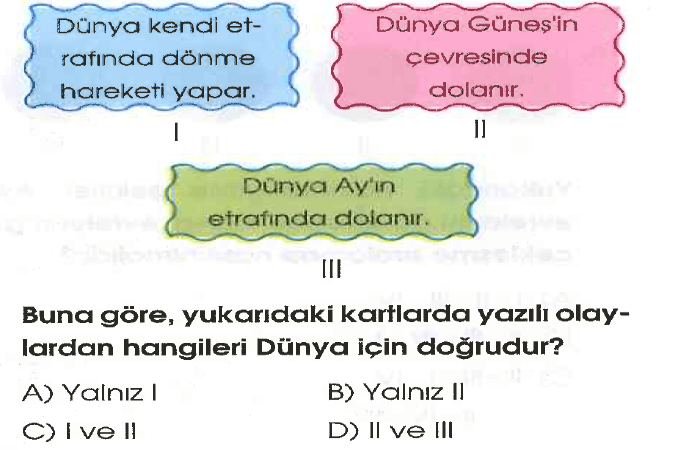 Dünya kendi et-
rafında dönme
hareketi yapar.
I
Dünya Güneş'in
çevresinde
dolanır.
II
Dünya Ay'ın
etrafında dolanır.
III
Buna göre, yukarıdaki kartlarda yazılı olay-
lardan hangileri Dünya için doğrudur?
A) Yalnız I
B) Yalnız II
C) I ve II
D) II ve III